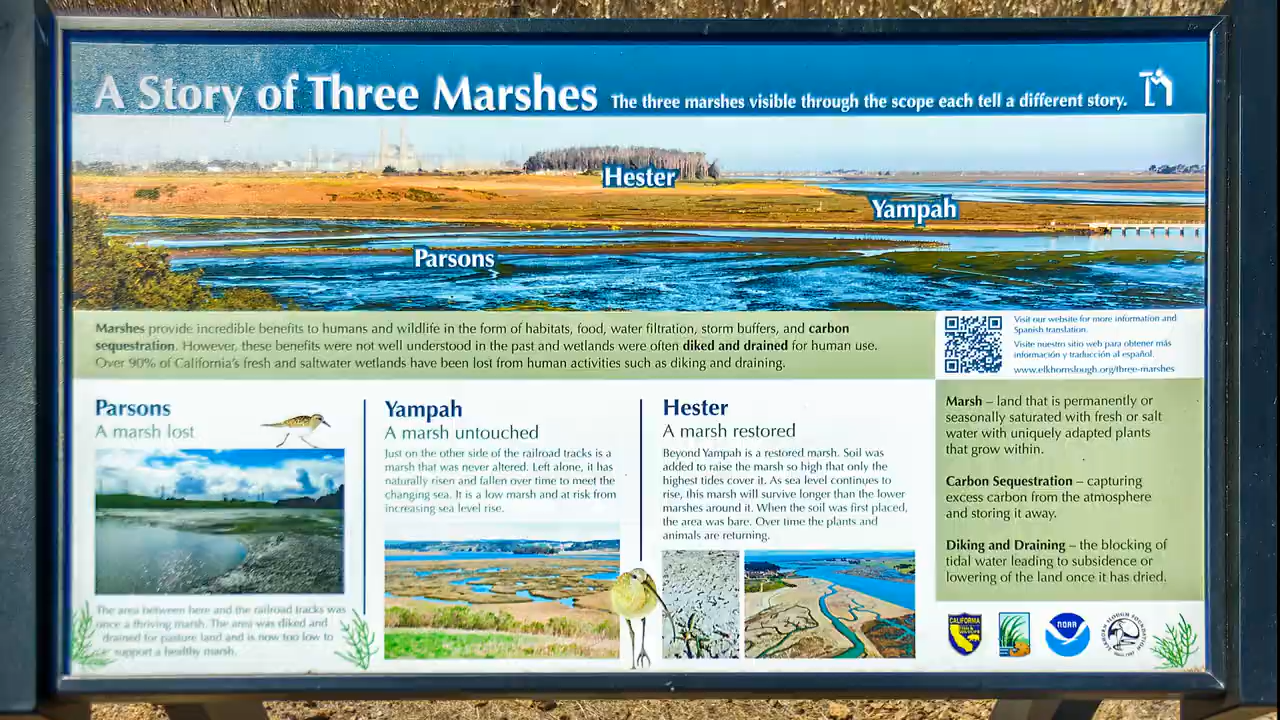 A Story of Three Marshes The three marshes visible through the scope each tell a different story.
Hester
Yampah
Parsons
Marshes provide incredible benefits to humans and wildlife in the form of habitats, food, water filtration, storm buffers, and carbon
sequestration. However, these benefits were not well understood in the past and wetlands were often diked and drained for human use.
Over 90% of California's fresh and saltwater wetlands have been lost from human activities such as diking and draining.
Visit our website for more information and
Spanish translation.
Visite nuestro sitio web para obtener más
información y traducción al español.
www.elkhornslough.org/three-marshes
Parsons
A marsh lost
The area between here and the railroad tracks was
once a thriving marsh. The area was diked and
drained for pasture land and is now too low to
support a healthy marsh.
Yampah
A marsh untouched
Just on the other side of the railroad tracks is a
marsh that was never altered. Left alone, it has
naturally risen and fallen over time to meet the
changing sea. It is a low marsh and at risk from
increasing sea level rise.
Hester
A marsh restored
Beyond Yampah is a restored marsh. Soil was
added to raise the marsh so high that only the
highest tides cover it. As sea level continues to
rise, this marsh will survive longer than the lower
marshes around it. When the soil was first placed,
the area was bare. Over time the plants and
animals are returning.
Marsh – land that is permanently or
seasonally saturated with fresh or salt
water with uniquely adapted plants
that grow within.
Carbon Sequestration – capturing
excess carbon from the atmosphere
and storing it away.
Diking and Draining – the blocking of
tidal water leading to subsidence or
lowering of the land once it has dried.
CALIFORNIA
NOAA